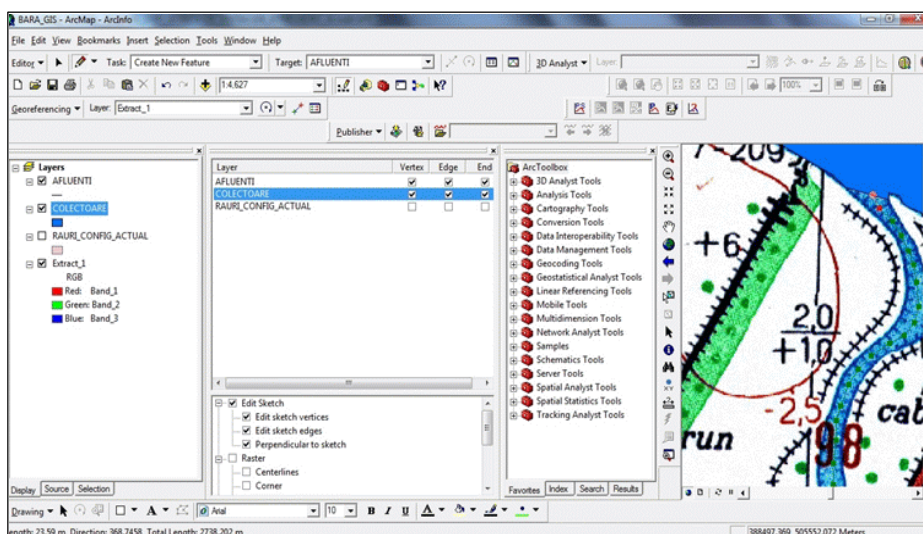 BARA_GIS - ArcMap - ArcInfo
File Edit View Bookmarks Insert Selection Tools Window Help
Editor Task: Create New Feature Target: AFLUENTI 3D Analyst Layer:
1:4.627 100%
Georeferencing Layer: Extract_1
Publisher
Layers
AFLUENTI
COLECTOARE
RAURI_CONFIG_ACTUAL
Extract_1
RGB
Red: Band_1
Green: Band_2
Blue: Band_3
Display Source Selection
Layer Vertex Edge End
AFLUENTI
COLECTOARE
RAURI_CONFIG_ACTUAL
Edit Sketch
Edit sketch vertices
Edit sketch edges
Perpendicular to sketch
Raster
Centerlines
Corner
ArcToolbox
3D Analyst Tools
Analysis Tools
Cartography Tools
Conversion Tools
Data Interoperability Tools
Data Management Tools
Geocoding Tools
Geostatistical Analyst Tools
Linear Referencing Tools
Mobile Tools
Multidimension Tools
Network Analyst Tools
Samples
Schematics Tools
Server Tools
Spatial Analyst Tools
Spatial Statistics Tools
Tracking Analyst Tools
Favorites Index Search Results
+6
2,0
+1,0
-2,5
cat
run 98
Drawing A Arial 10 B I U A
ength: 23.59 m, Direction: 368.7458, Total Length: 2738.202 m 388497.369 505552.072 Meters